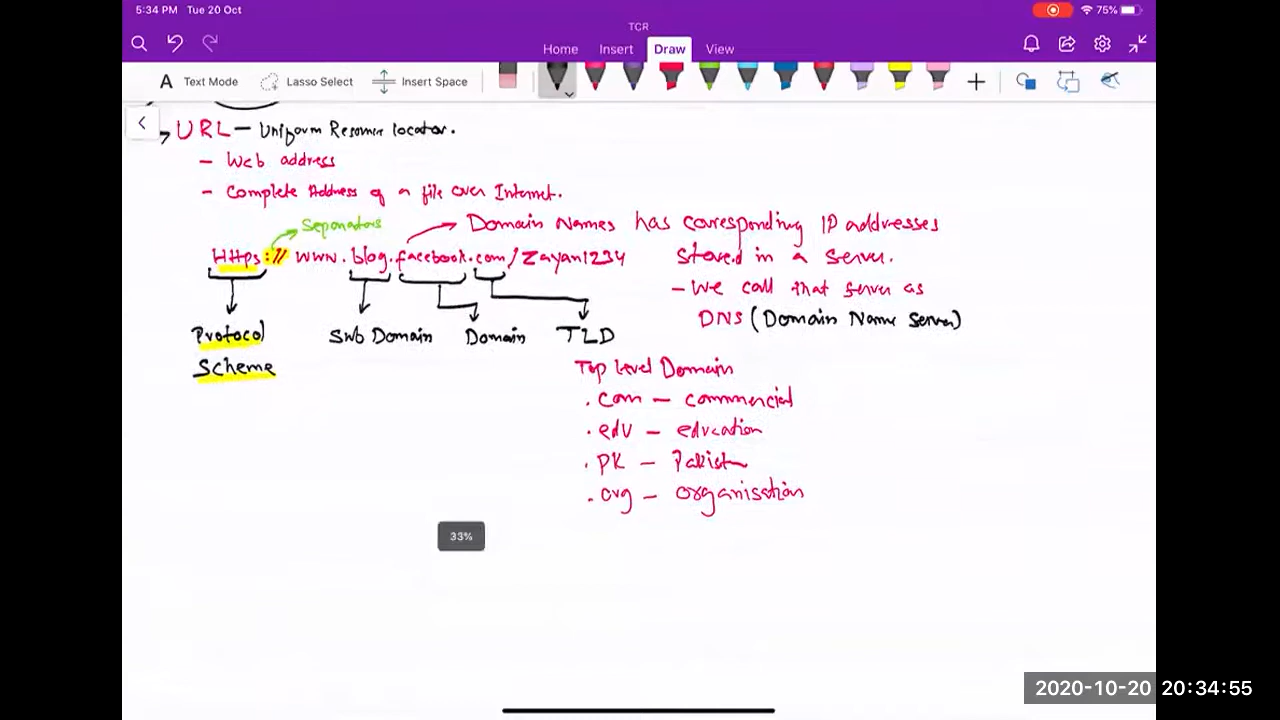 5:34 PM Tue 20 Oct
75%
TCR
Home Insert Draw View
A Text Mode Lasso Select Insert Space
URL - Uniform Resource locator.
- Web address
- Complete Address of a file over Internet.
Separators
Domain Names has corresponding IP addresses
HTTps://www.blog.facebook.com/Zayan1234
stored in a server.
- We call that server as
DNS (Domain Name Server)
Protocol
Sub Domain
Domain
TLD
Scheme
Top Level Domain
.com - commercial
.edu - education
.PK - Pakistan
.org - organisation
33%
2020-10-20 20:34:55